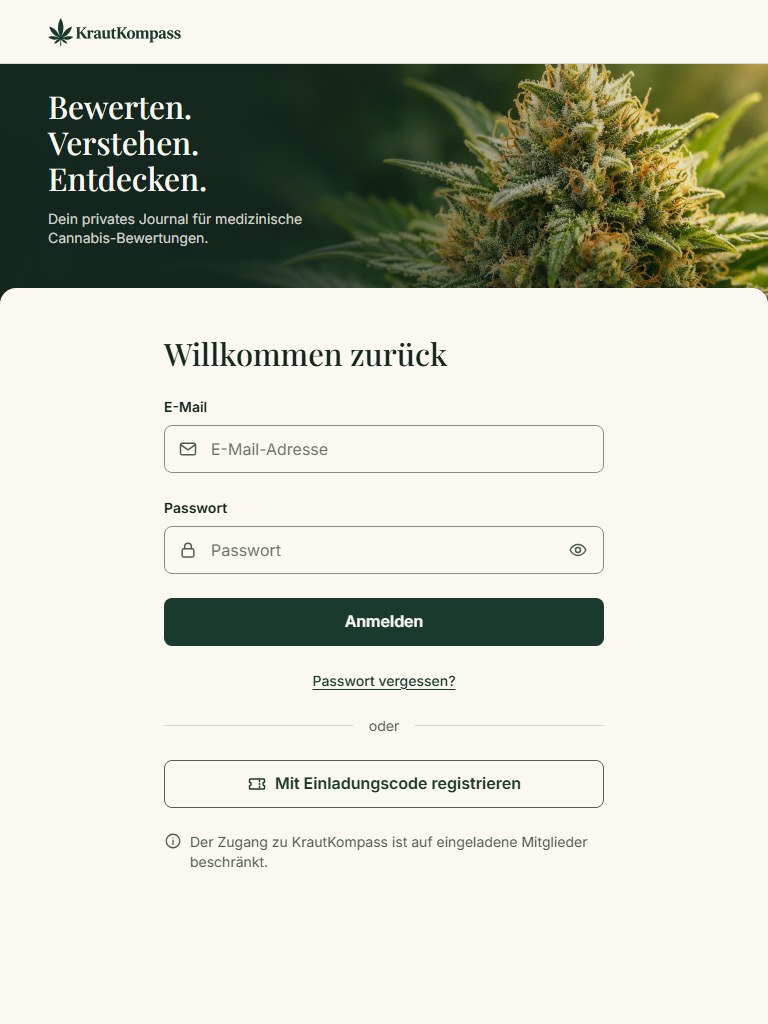 KrautKompass
Bewerten.
Verstehen.
Entdecken.
Dein privates Journal für medizinische
Cannabis-Bewertungen.
Willkommen zurück
E-Mail
E-Mail-Adresse
Passwort
Passwort
Anmelden
Passwort vergessen?
oder
Mit Einladungscode registrieren
Der Zugang zu KrautKompass ist auf eingeladene Mitglieder
beschränkt.